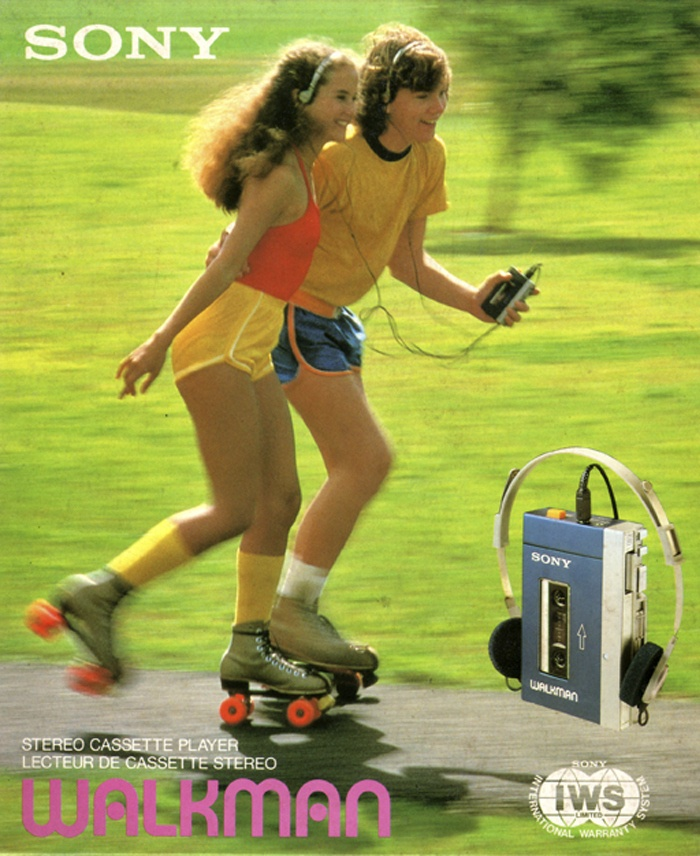 SONY
SONY
WALKMAN
STEREO CASSETTE PLAYER
LECTEUR DE CASSETTE STEREO
WALKMAN
SONY
IWS
LIMITED
INTERNATIONAL WARRANTY SYSTEM